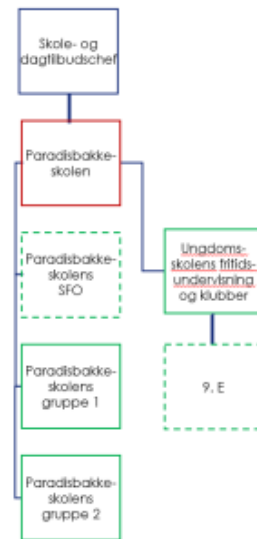 Skole- og
dagtilbudschef
Paradisbakke-
skolen
Paradisbakke-
skolens
SFO
Ungdoms-
skolens fritids-
undervisning
og klubber
Paradisbakke-
skolens
gruppe 1
9. E
Paradisbakke-
skolens
gruppe 2